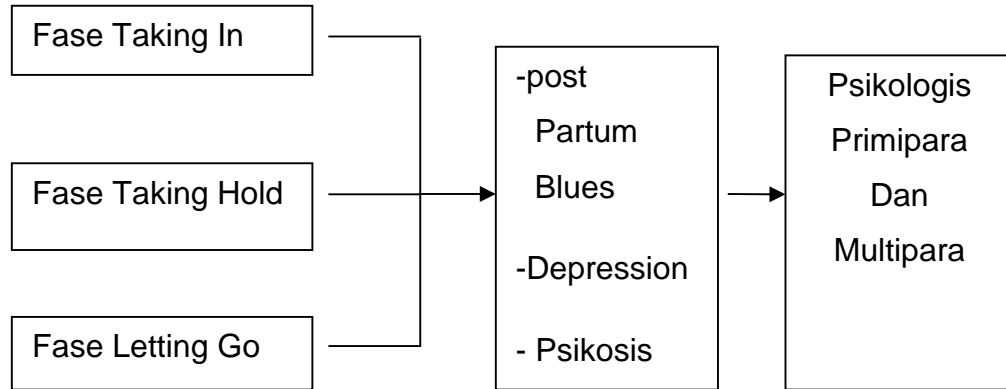 Fase Taking In
Fase Taking Hold
Fase Letting Go
-post
Partum
Blues
-Depression
- Psikosis
Psikologis
Primipara
Dan
Multipara